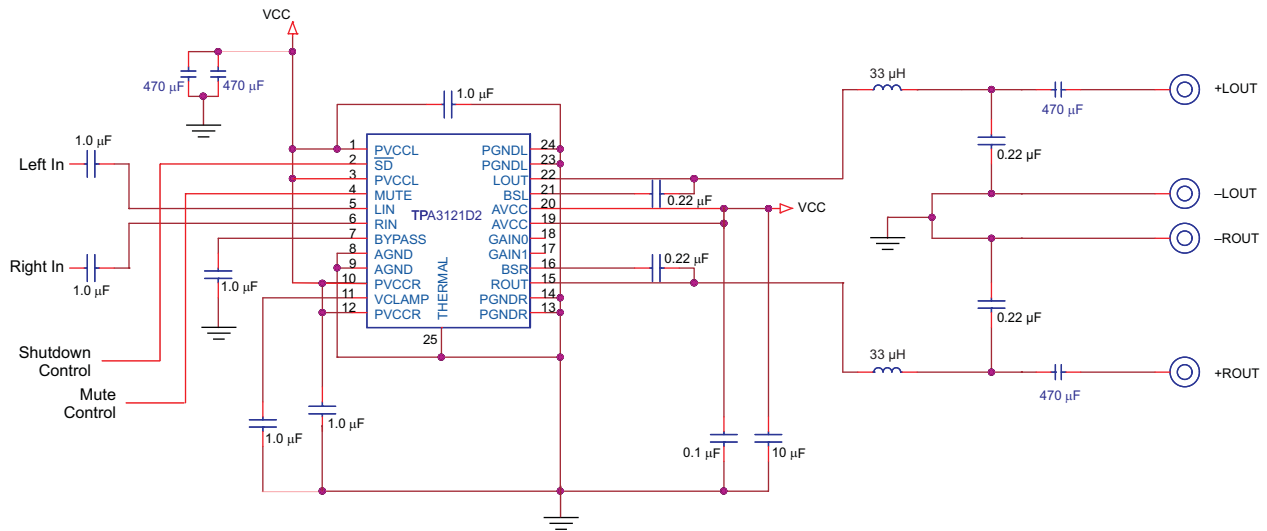 VCC
470 μF
470 μF
1.0 μF
33 μH
+LOUT
470 μF
1.0 μF
Left In
0.22 μF
1 PVCCL
2 SD
3 PVCCL
4 MUTE
5 LIN
6 RIN
7 BYPASS
8 AGND
9 AGND
10 PVCCR
11 VCLAMP
12 PVCCR
TPA3121D2
THERMAL
25
PGNDL 24
PGNDL 23
LOUT 22
BSL 21
AVCC 20
AVCC 19
GAIN0 18
GAIN1 17
BSR 16
ROUT 15
PGNDR 14
PGNDR 13
0.22 μF
VCC
–LOUT
–ROUT
Right In
1.0 μF
1.0 μF
0.22 μF
0.22 μF
Shutdown
Control
Mute
Control
33 μH
+ROUT
470 μF
1.0 μF
1.0 μF
0.1 μF
10 μF